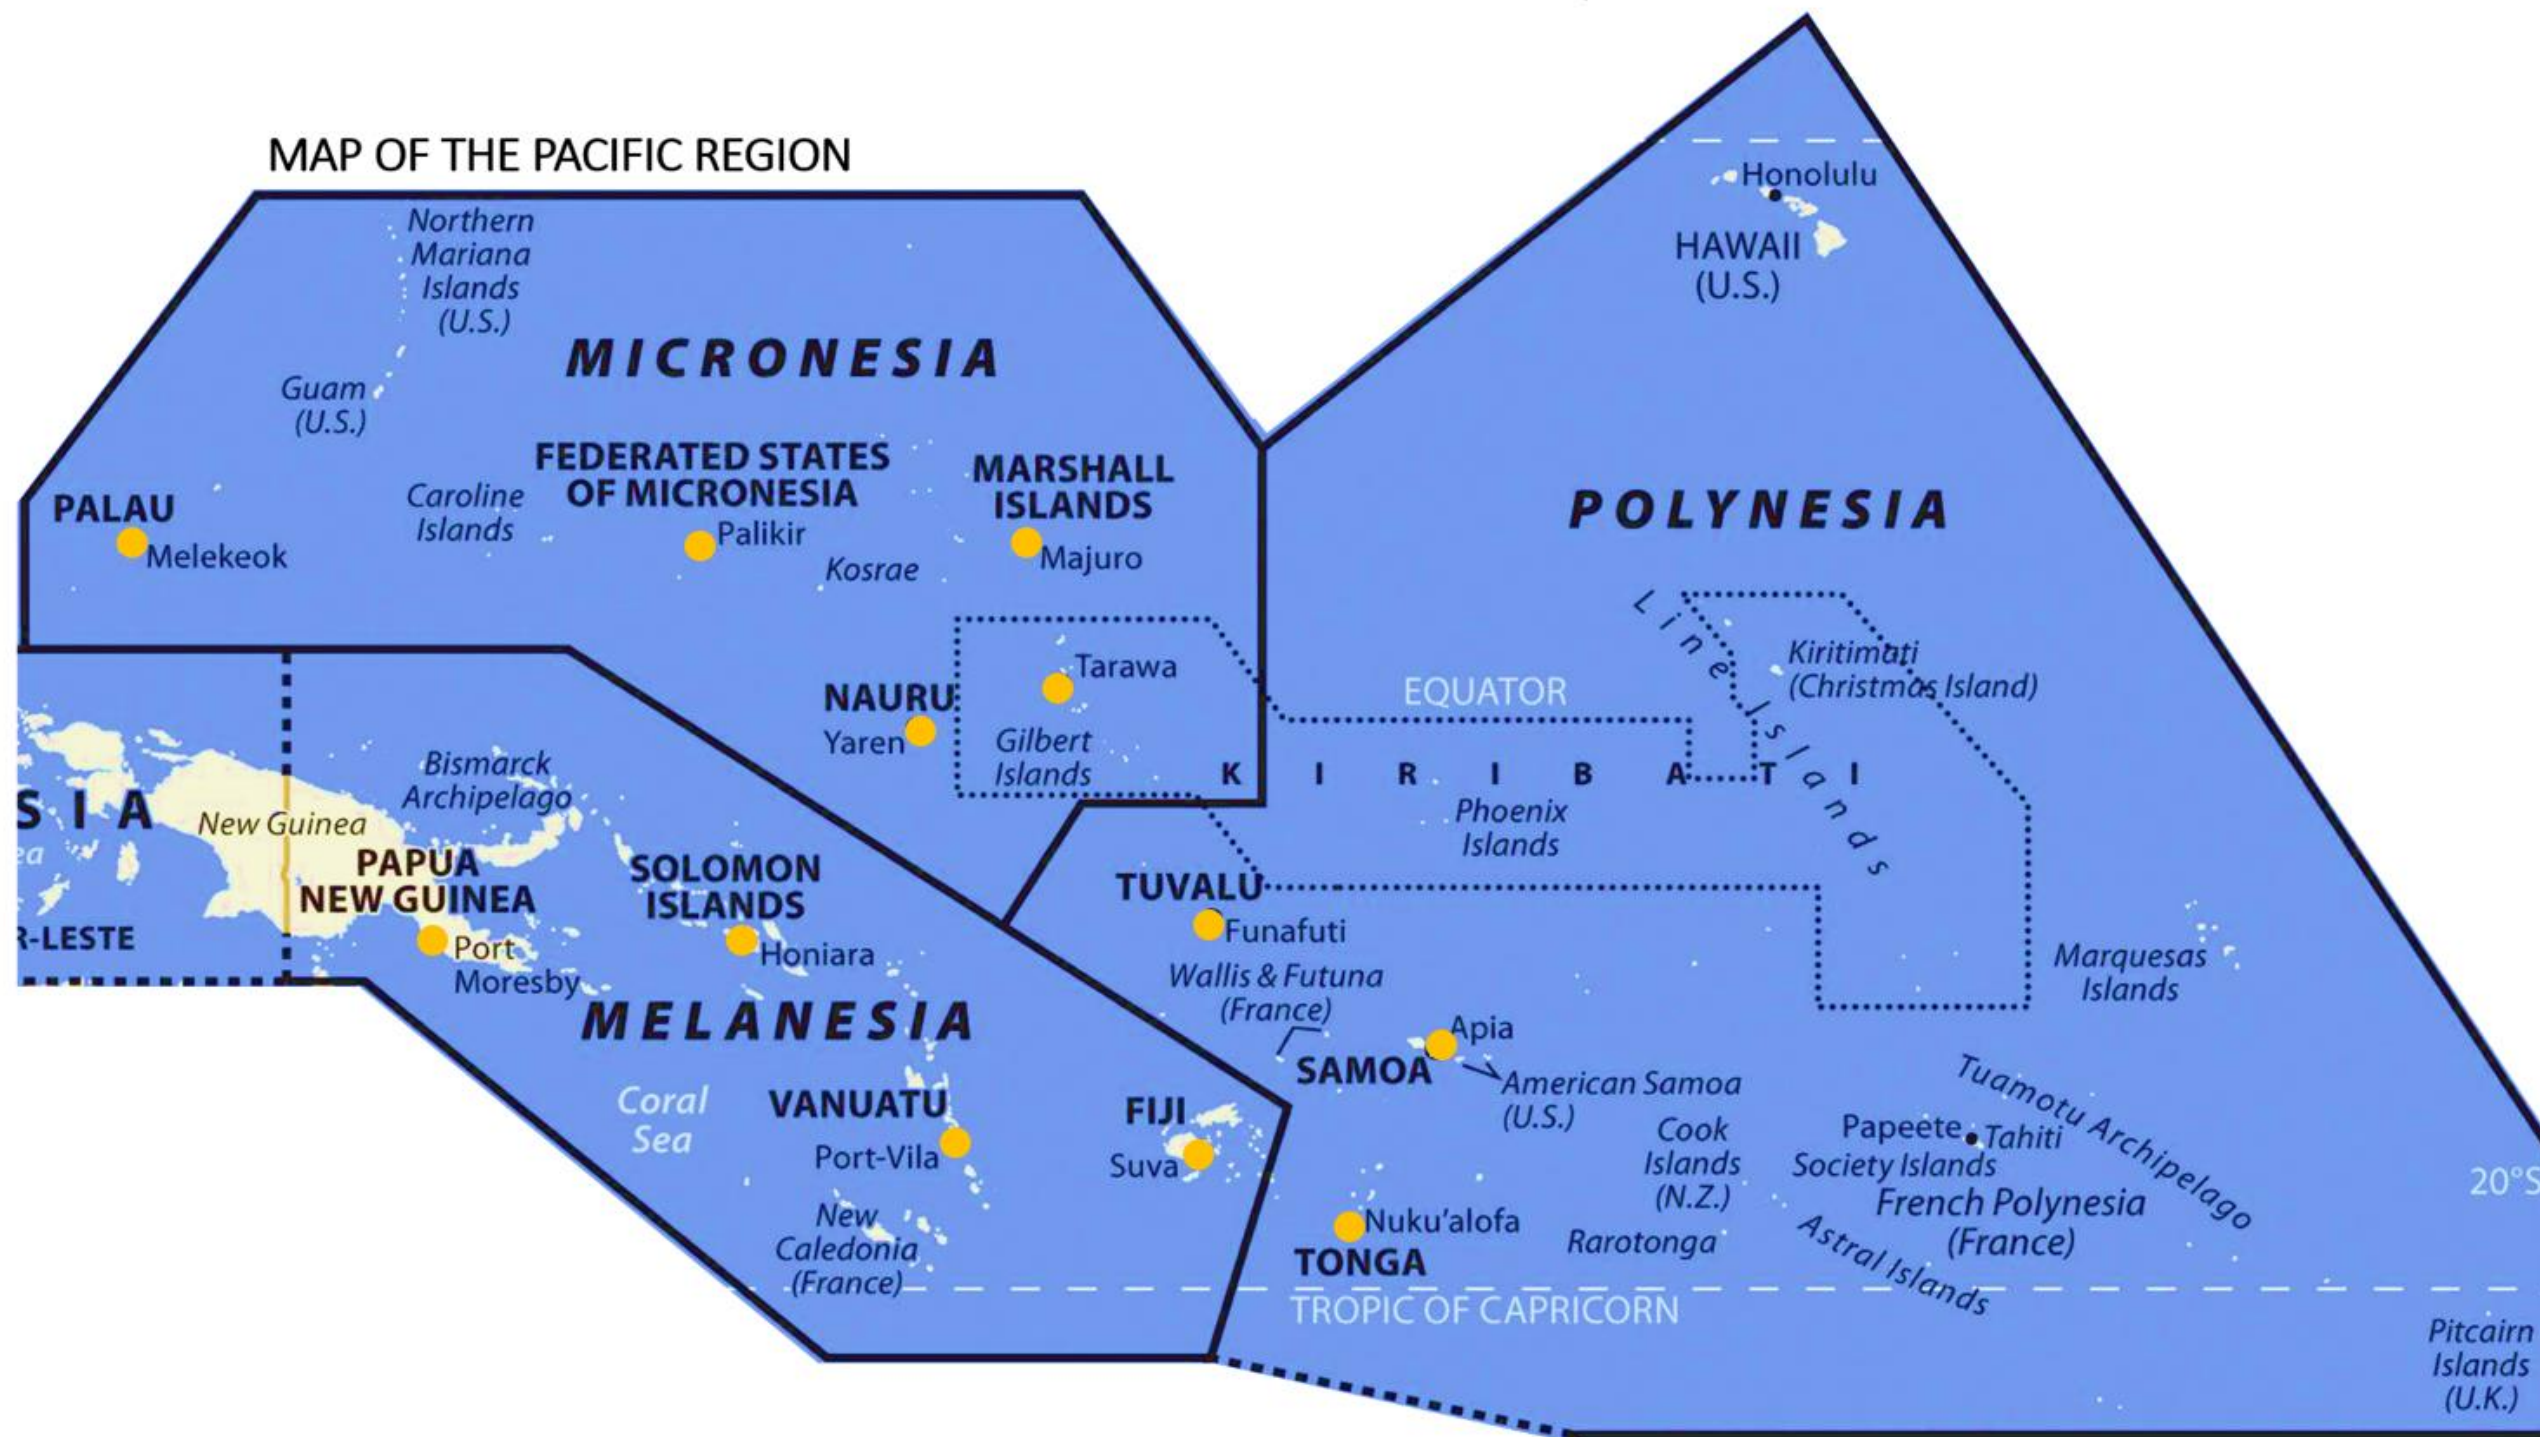 MAP OF THE PACIFIC REGION
Northern
Mariana
Islands
(U.S.)
Guam
(U.S.)
MICRONESIA
FEDERATED STATES
OF MICRONESIA
Palikir
Caroline
Islands
Kosrae
MARSHALL
ISLANDS
Majuro
PALAU
Melekeok
NAURU
Yaren
Tarawa
Gilbert
Islands
Honolulu
HAWAII
(U.S.)
POLYNESIA
Line Islands
Kiritimati
(Christmas Island)
EQUATOR
KIRIBATI
Phoenix
Islands
SIA
ea
R-LESTE
New Guinea
Bismarck
Archipelago
PAPUA
NEW GUINEA
Port
Moresby
SOLOMON
ISLANDS
Honiara
MELANESIA
Coral
Sea
VANUATU
Port-Vila
New
Caledonia
(France)
FIJI
Suva
TUVALU
Funafuti
Wallis & Futuna
(France)
Apia
SAMOA
American Samoa
(U.S.)
Cook
Islands
(N.Z.)
Rarotonga
Nuku'alofa
TONGA
TROPIC OF CAPRICORN
Marquesas
Islands
Tuamotu Archipelago
Papeete
Tahiti
Society Islands
French Polynesia
(France)
Astral Islands
20°S
Pitcairn
Islands
(U.K.)